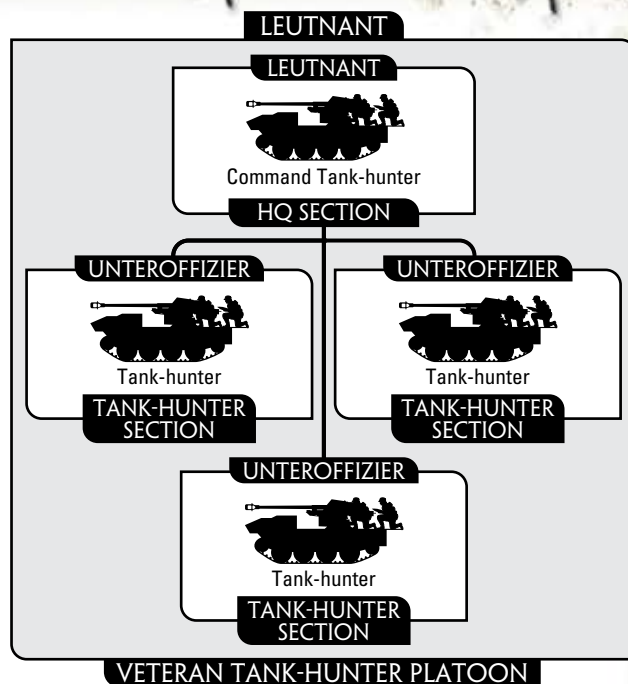 LEUTNANT
LEUTNANT
Command Tank-hunter
HQ SECTION
UNTEROFFIZIER
Tank-hunter
TANK-HUNTER
SECTION
UNTEROFFIZIER
Tank-hunter
TANK-HUNTER
SECTION
UNTEROFFIZIER
Tank-hunter
TANK-HUNTER
SECTION
VETERAN TANK-HUNTER PLATOON